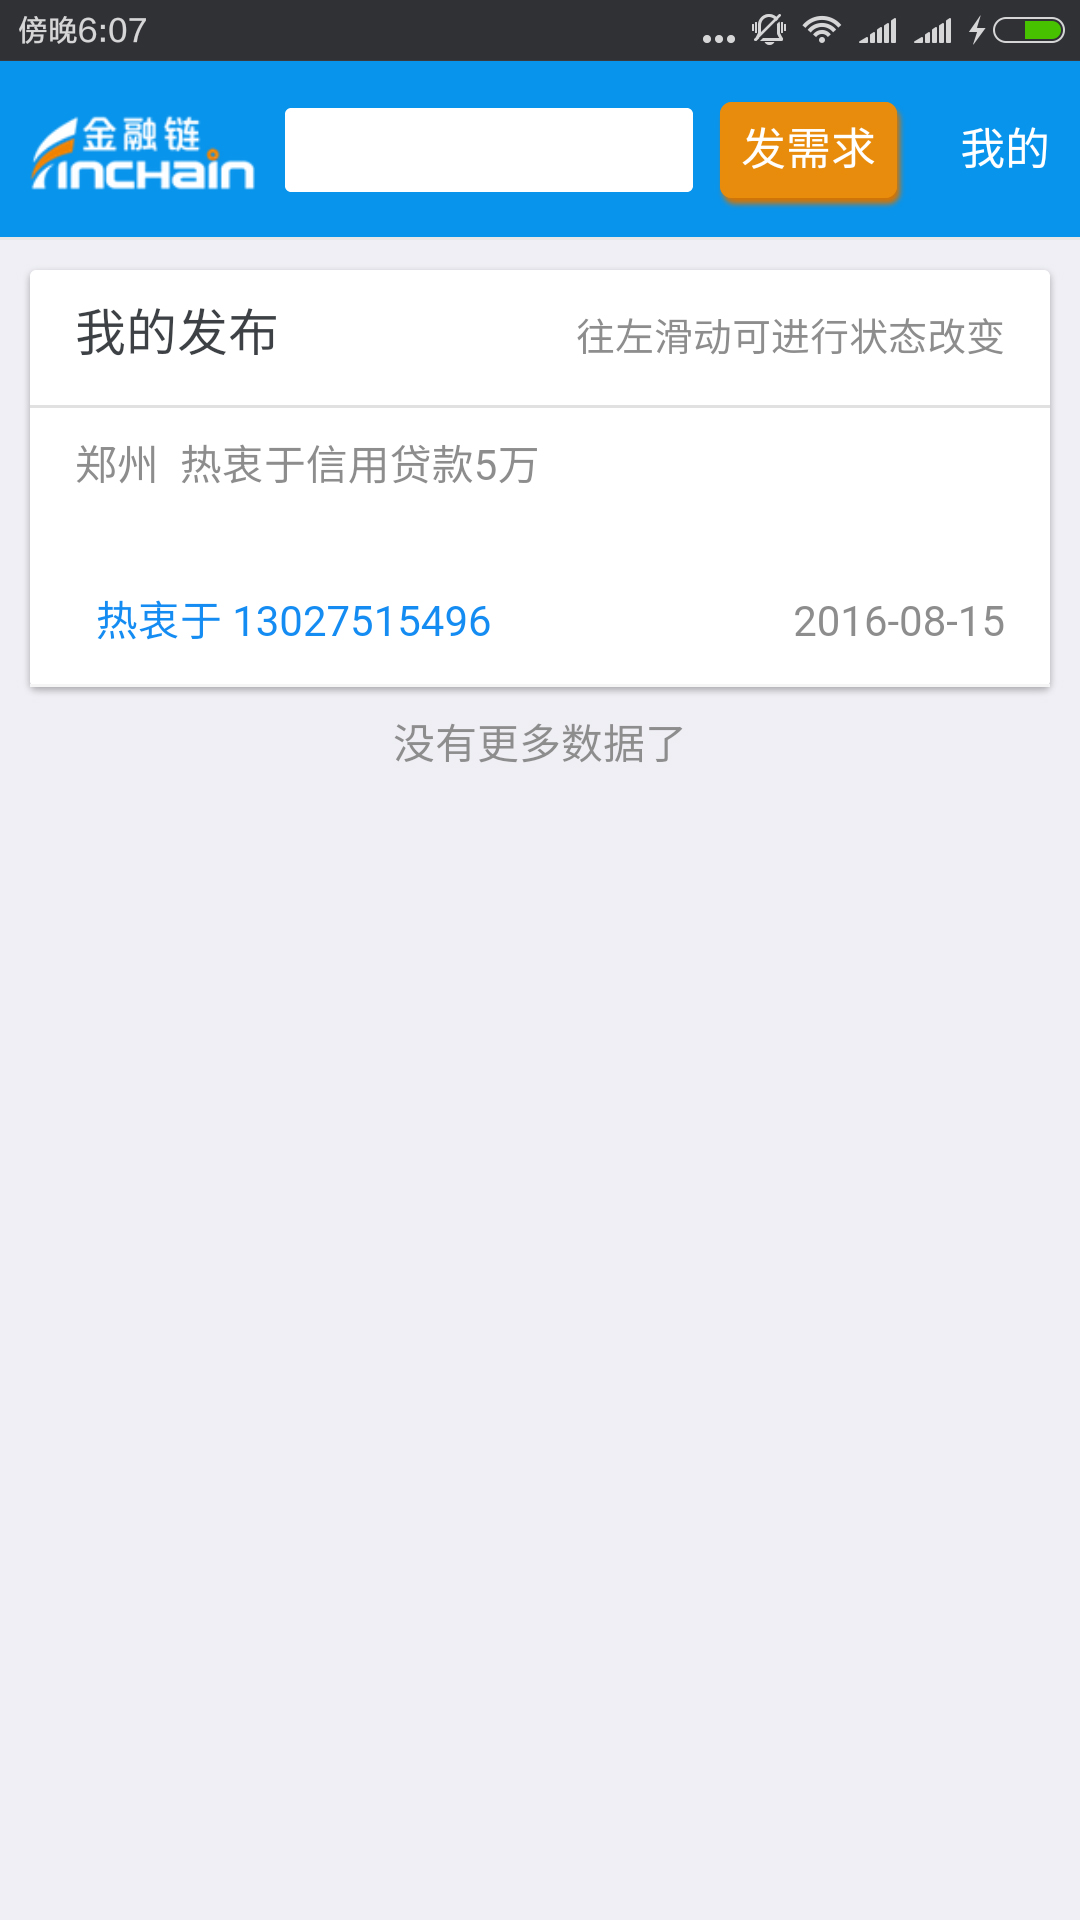 傍晚6:07
金融链
Finchain
发需求
我的
我的发布
往左滑动可进行状态改变
郑州 热衷于信用贷款5万
热衷于 13027515496
2016-08-15
没有更多数据了